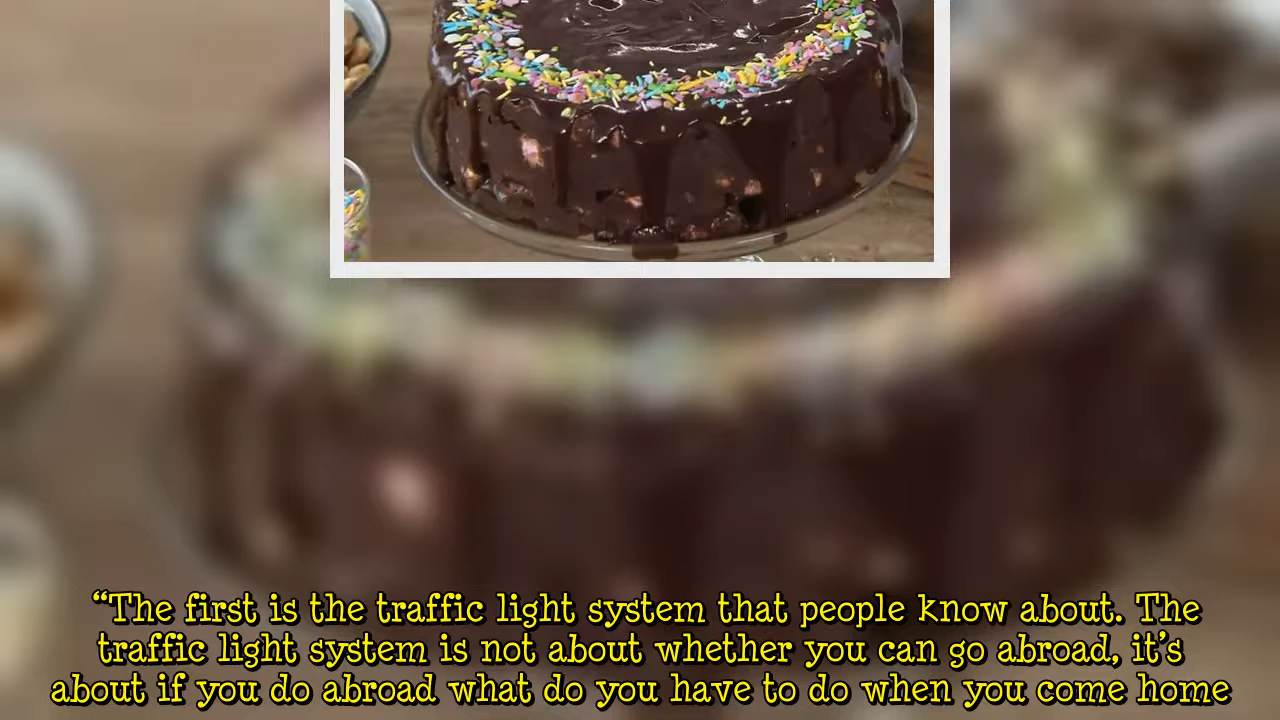 “The first is the traffic light system that people know about. The
traffic light system is not about whether you can go abroad, it’s
about if you do abroad what do you have to do when you come home